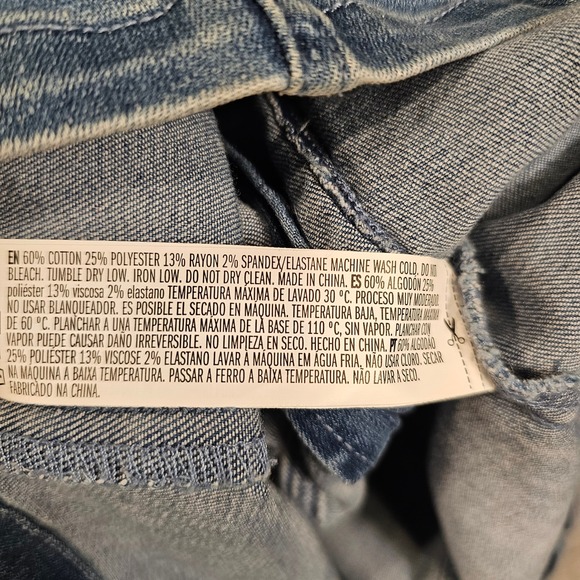 EN 60% COTTON 25% POLYESTER 13% RAYON 2% SPANDEX/ELASTANE MACHINE WASH COLD. DO NO
BLEACH. TUMBLE DRY LOW. IRON LOW. DO NOT DRY CLEAN. MADE IN CHINA. ES 60% ALGODÓN 25%
poliéster 13% viscosa 2% elastano TEMPERATURA MÁXIMA DE LAVADO 30 °C. PROCESO MUY MODERADO.
NO USAR BLANQUEADOR. ES POSIBLE EL SECADO EN MÁQUINA, TEMPERATURA BAJA, TEMPERATURA MÁXIMA
DE 60 °C. PLANCHAR A UNA TEMPERATURA MÁXIMA DE LA BASE DE 110 °C, SIN VAPOR. PLANCHAR CON
VAPOR PUEDE CAUSAR DAÑO IRREVERSIBLE. NO LIMPIEZA EN SECO. HECHO EN CHINA. PT 60% ALGODÃO
25% POLIÉSTER 13% VISCOSE 2% ELASTANO LAVAR À MÁQUINA EM ÁGUA FRIA. NÃO USAR CLORO. SECAR
NA MÁQUINA A BAIXA TEMPERATURA. PASSAR A FERRO A BAIXA TEMPERATURA. NÃO LAVAR A SECO.
FABRICADO NA CHINA.